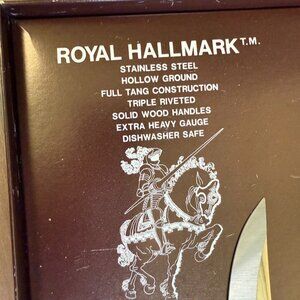 ROYAL HALLMARK T.M.
STAINLESS STEEL
HOLLOW GROUND
FULL TANG CONSTRUCTION
TRIPLE RIVETED
SOLID WOOD HANDLES
EXTRA HEAVY GAUGE
DISHWASHER SAFE